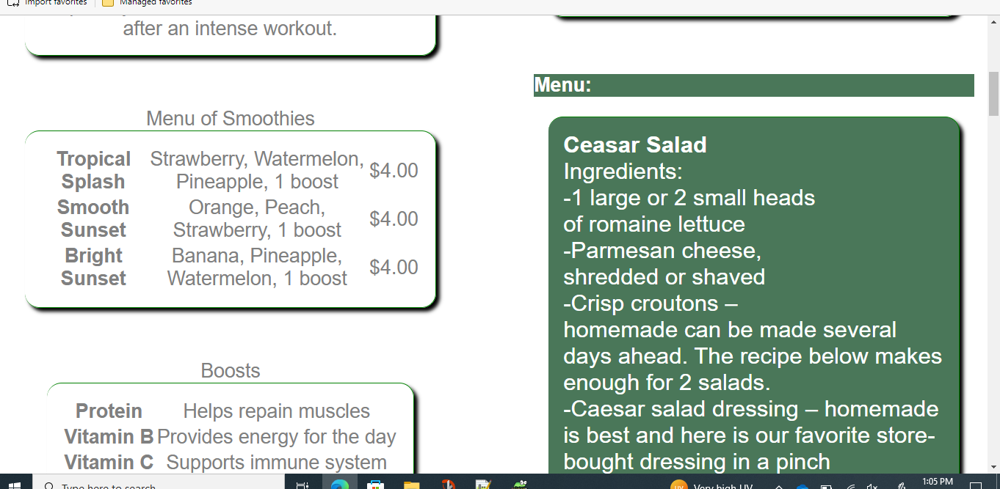 Import favorites
Managed favorites
after an intense workout.
Menu of Smoothies
Tropical Splash Strawberry, Watermelon, Pineapple, 1 boost $4.00
Smooth Sunset Orange, Peach, Strawberry, 1 boost $4.00
Bright Sunset Banana, Pineapple, Watermelon, 1 boost $4.00
Boosts
Protein Helps repain muscles
Vitamin B Provides energy for the day
Vitamin C Supports immune system
Menu:
Ceasar Salad
Ingredients:
-1 large or 2 small heads
of romaine lettuce
-Parmesan cheese,
shredded or shaved
-Crisp croutons –
homemade can be made several
days ahead. The recipe below makes
enough for 2 salads.
-Caesar salad dressing – homemade
is best and here is our favorite store-
bought dressing in a pinch
Type here to search
UV
Very high UV
1:05 PM